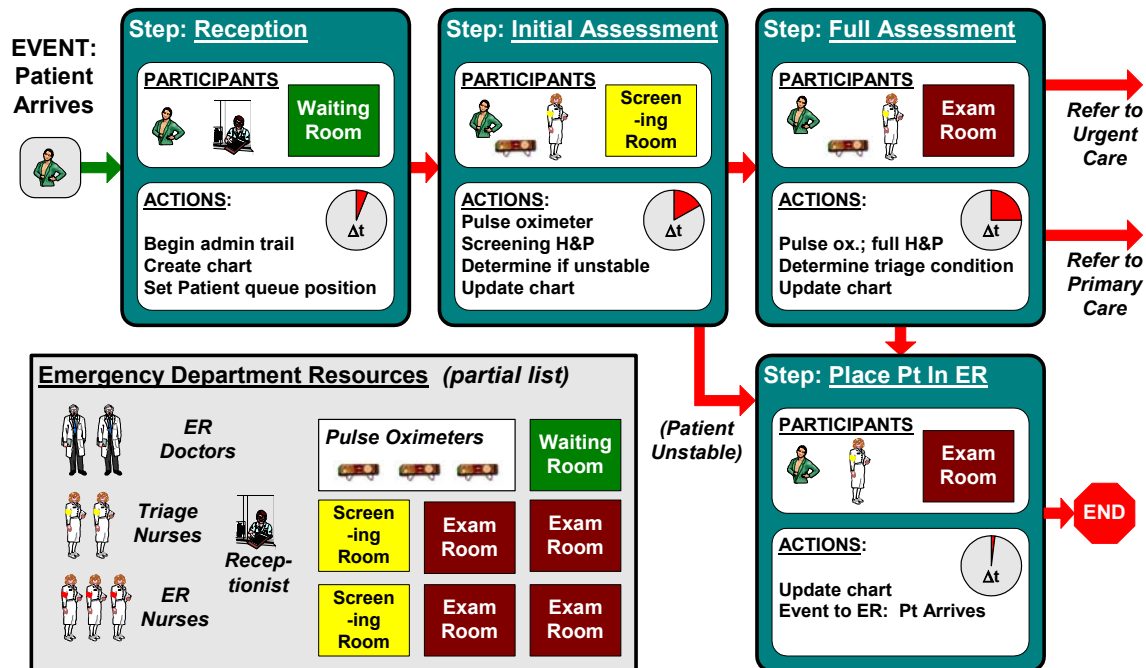 EVENT:
Patient
Arrives
Step: Reception
PARTICIPANTS
Waiting
Room
ACTIONS:
Δt
Begin admin trail
Create chart
Set Patient queue position
Step: Initial Assessment
PARTICIPANTS
Screen
-ing
Room
ACTIONS:
Δt
Pulse oximeter
Screening H&P
Determine if unstable
Update chart
Step: Full Assessment
PARTICIPANTS
Exam
Room
ACTIONS:
Δt
Pulse ox.; full H&P
Determine triage condition
Update chart
Refer to
Urgent
Care
Refer to
Primary
Care
(Patient
Unstable)
Step: Place Pt In ER
PARTICIPANTS
Exam
Room
ACTIONS:
Δt
Update chart
Event to ER: Pt Arrives
END
Emergency Department Resources (partial list)
ER
Doctors
Pulse Oximeters
Waiting
Room
Triage
Nurses
Recep-
tionist
Screen
-ing
Room
Exam
Room
Exam
Room
ER
Nurses
Screen
-ing
Room
Exam
Room
Exam
Room